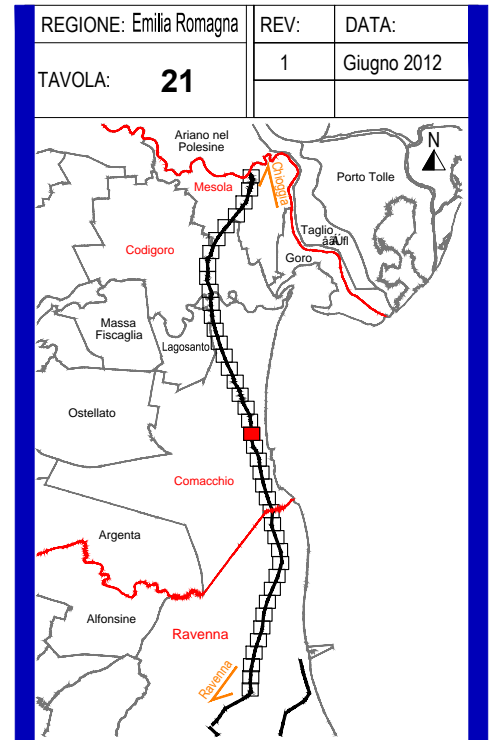 REGIONE: Emilia Romagna
REV:
DATA:
TAVOLA: 21
1
Giugno 2012
Ariano nel
Polesine
N
Mesola
Chioggia
Porto Tolle
Codigoro
Taglio
Goro
Massa
Fiscaglia
Lagosanto
Ostellato
Comacchio
Argenta
Alfonsine
Ravenna
Ravenna